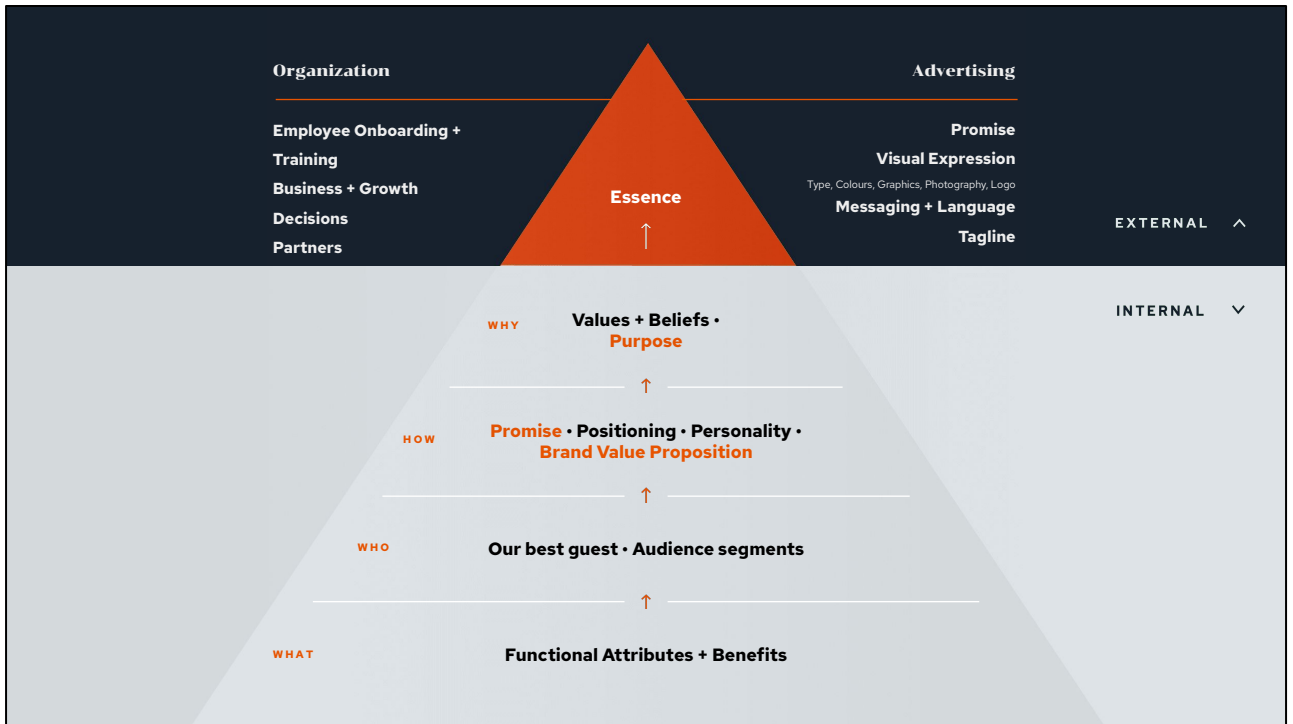 Organization
Employee Onboarding +
Training
Business + Growth
Decisions
Partners
Essence
Advertising
Promise
Visual Expression
Type, Colours, Graphics, Photography, Logo
Messaging + Language
Tagline
EXTERNAL
INTERNAL
WHY
Values + Beliefs •
Purpose
HOW
Promise • Positioning • Personality •
Brand Value Proposition
WHO
Our best guest • Audience segments
WHAT
Functional Attributes + Benefits